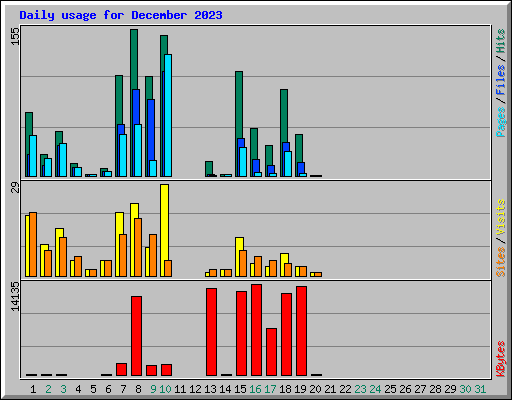 Daily usage for December 2023
155
Pages / Files / Hits
29
Sites / Visits
14135
KBytes
1 2 3 4 5 6 7 8 9 10 11 12 13 14 15 16 17 18 19 20 21 22 23 24 25 26 27 28 29 30 31